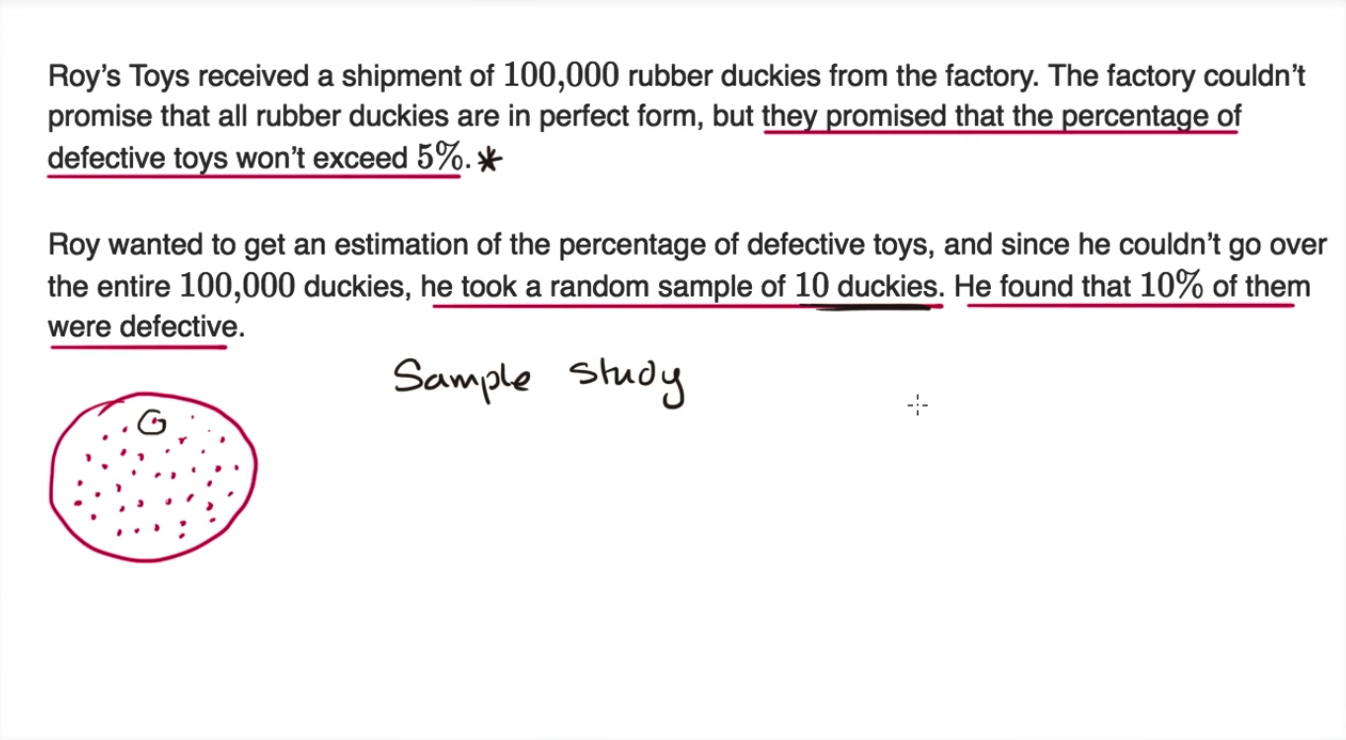 Roy's Toys received a shipment of 100,000 rubber duckies from the factory. The factory couldn't
promise that all rubber duckies are in perfect form, but they promised that the percentage of
defective toys won't exceed 5%.*
Roy wanted to get an estimation of the percentage of defective toys, and since he couldn't go over
the entire 100,000 duckies, he took a random sample of 10 duckies. He found that 10% of them
were defective.
Sample study